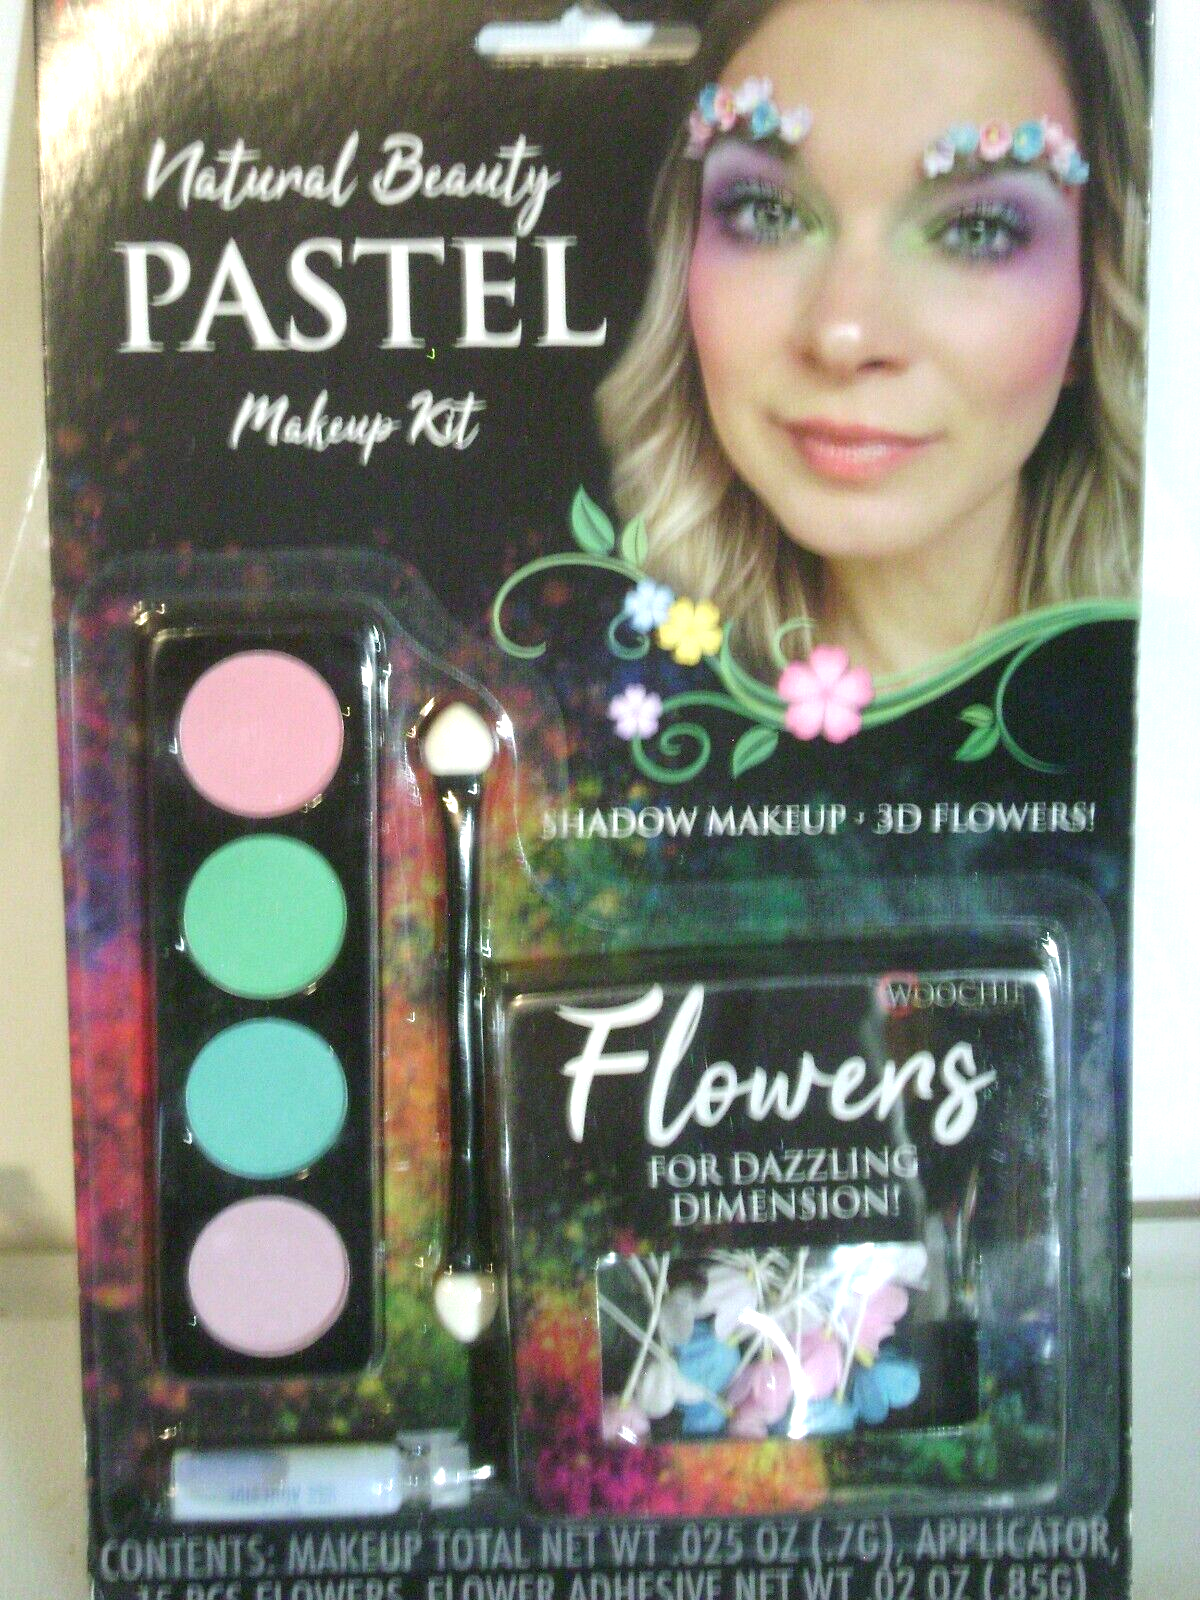 Natural Beauty
PASTEL
Makeup Kit
SHADOW MAKEUP · 3D FLOWERS!
WOOCHIE
Flowers
FOR DAZZLING
DIMENSION!
CONTENTS: MAKEUP TOTAL NET WT .025 OZ (.7G), APPLICATOR,
15 PCS FLOWERS, FLOWER ADHESIVE NET WT .02 OZ (.85G)